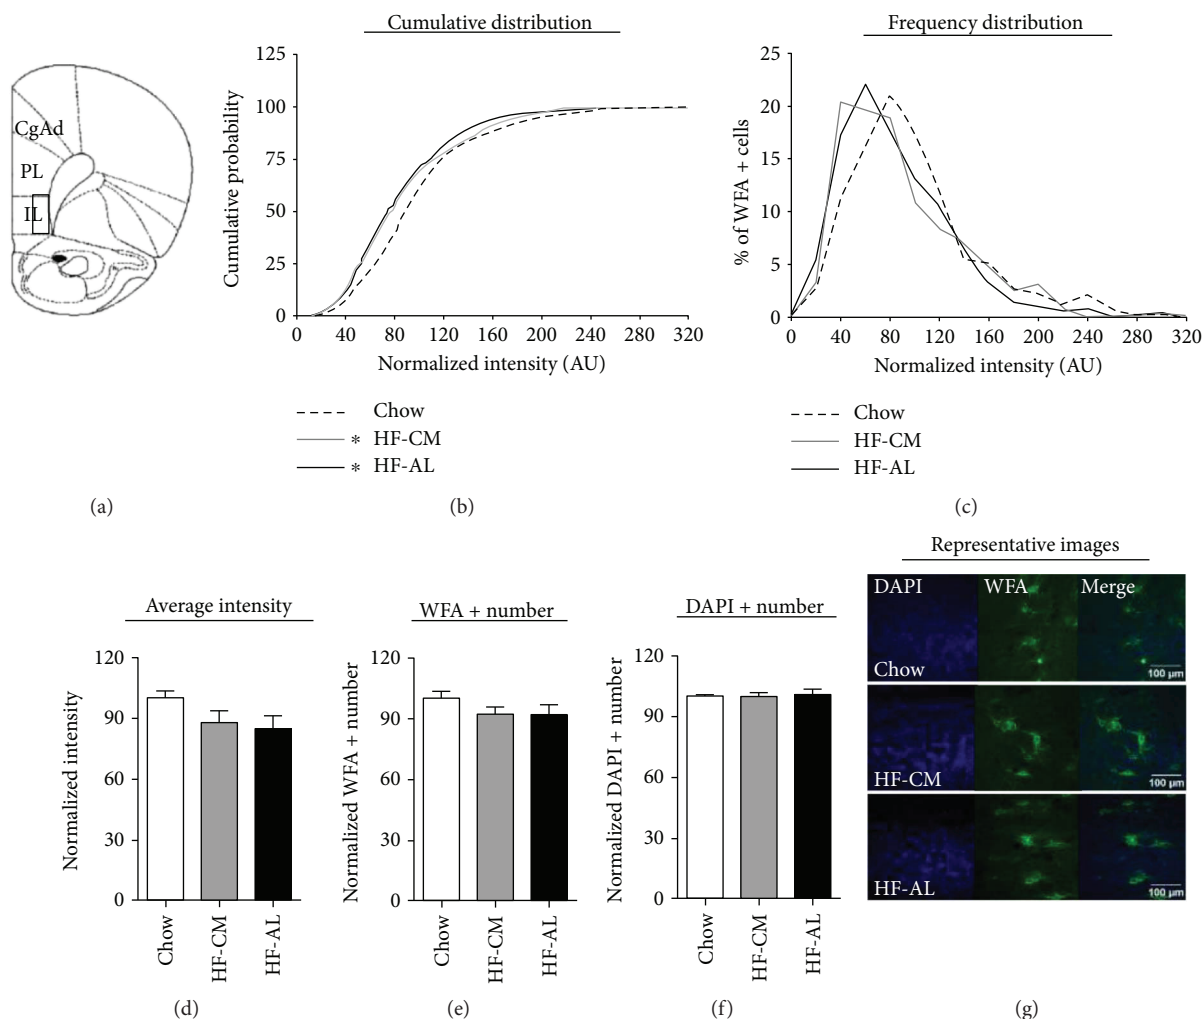 Cumulative distribution
Frequency distribution
CgAd
PL
IL
Cumulative probability
125
100
75
50
25
0
0 40 80 120 160 200 240 280 320
Normalized intensity (AU)
Chow
* HF-CM
* HF-AL
% of WFA + cells
25
20
15
10
5
0
0 40 80 120 160 200 240 280 320
Normalized intensity (AU)
Chow
HF-CM
HF-AL
(a)
(b)
(c)
Average intensity
Normalized intensity
120
90
60
30
0
Chow
HF-CM
HF-AL
WFA + number
Normalized WFA + number
120
90
60
30
0
Chow
HF-CM
HF-AL
DAPI + number
Normalized DAPI + number
120
90
60
30
0
Chow
HF-CM
HF-AL
Representative images
DAPI WFA Merge
Chow
100 μm
HF-CM
100 μm
HF-AL
100 μm
(d)
(e)
(f)
(g)